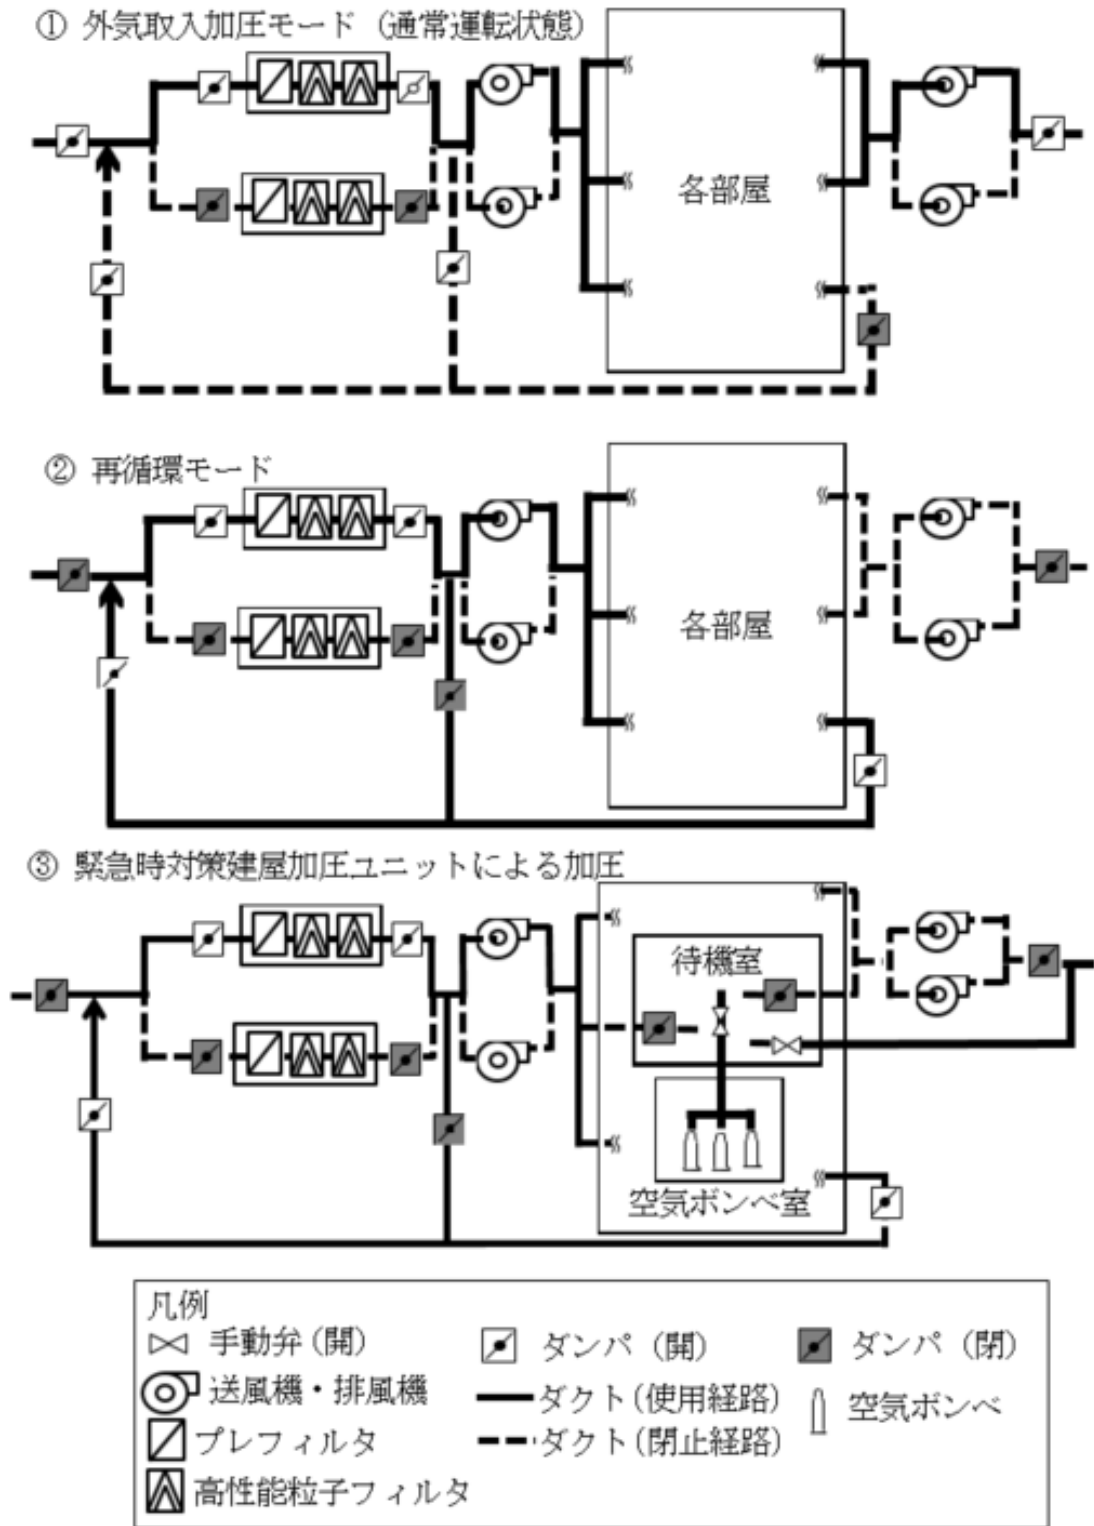 ① 外気取入加圧モード (通常運転状態)
各部屋
② 再循環モード
各部屋
③ 緊急時対策建屋加圧ユニットによる加圧
待機室
空気ボンベ室
凡例
手動弁(開)
ダンパ (開)
ダンパ (閉)
送風機・排風機
ダクト(使用経路)
空気ボンベ
プレフィルタ
ダクト(閉止経路)
高性能粒子フィルタ